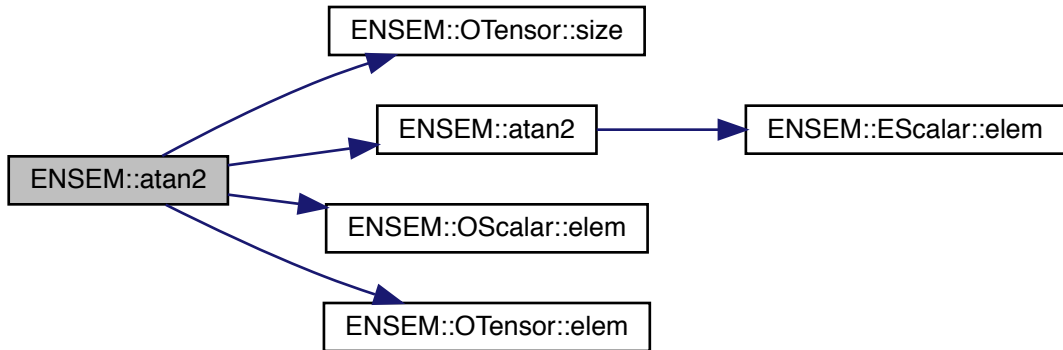 ENSEM::OTensor::size
ENSEM::atan2
ENSEM::EScalar::elem
ENSEM::atan2
ENSEM::OScalar::elem
ENSEM::OTensor::elem